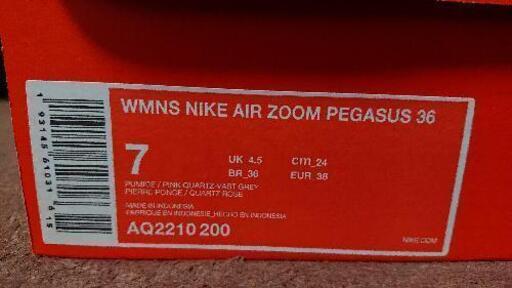 WMNS NIKE AIR ZOOM PEGASUS 36
7
UK 4.5 cm 24
BR 36 EUR 38
PUMICE / PINK QUARTZ-VAST GREY
PIERRE PONCE / QUARTZ ROSE
MADE IN INDONESIA
FABRIQUE EN INDONESIE_HECHO EN INDONESIA
AQ2210 200
NIKE.COM